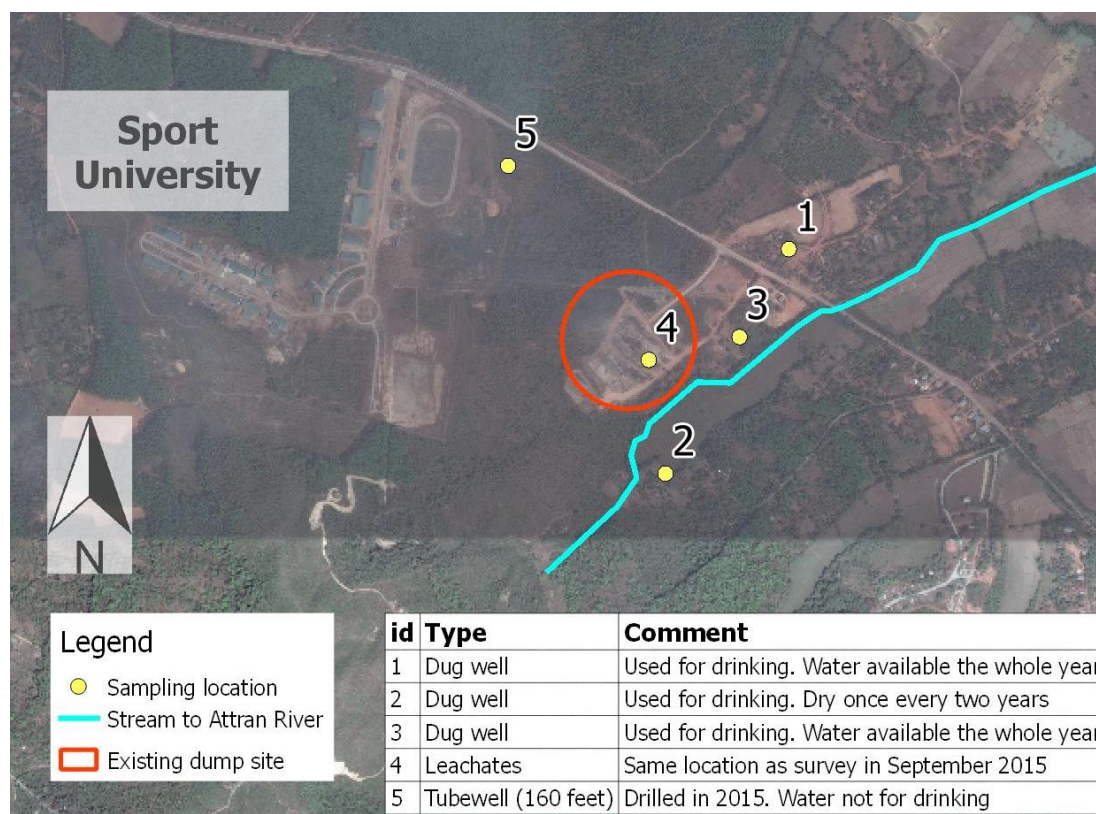 Sport
University
5
1
3
4
2
N
Legend
Sampling location
Stream to Attran River
Existing dump site
id Type Comment
1 Dug well Used for drinking. Water available the whole year
2 Dug well Used for drinking. Dry once every two years
3 Dug well Used for drinking. Water available the whole year
4 Leachates Same location as survey in September 2015
5 Tubewell (160 feet) Drilled in 2015. Water not for drinking